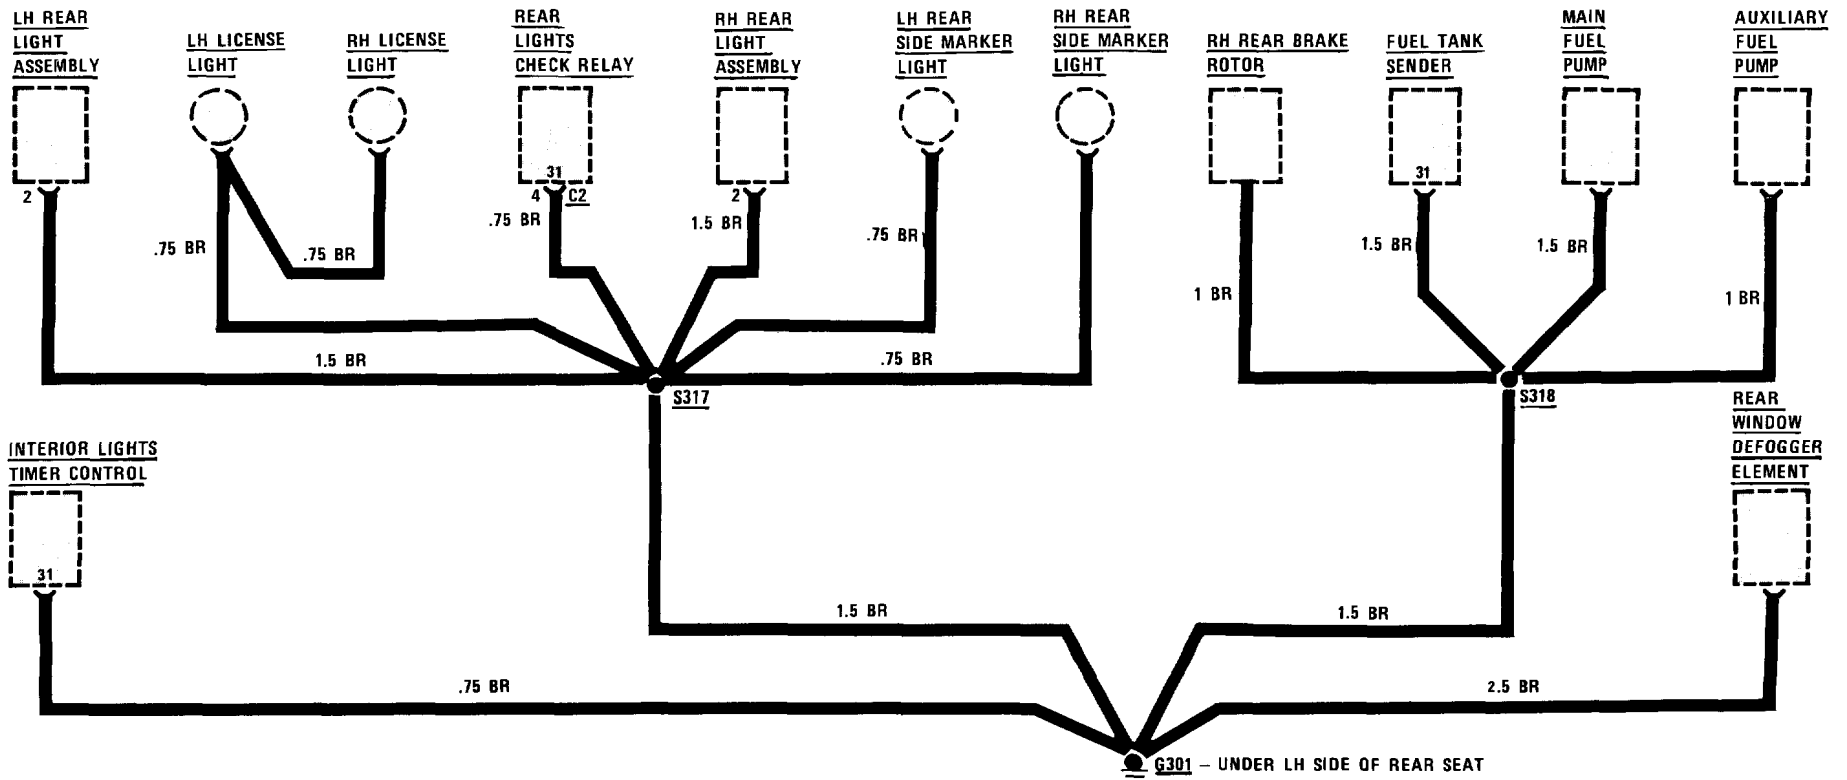 LH REAR
LIGHT
ASSEMBLY
LH LICENSE
LIGHT
RH LICENSE
LIGHT
REAR
LIGHTS
CHECK RELAY
RH REAR
LIGHT
ASSEMBLY
LH REAR
SIDE MARKER
LIGHT
RH REAR
SIDE MARKER
LIGHT
RH REAR BRAKE
ROTOR
FUEL TANK
SENDER
MAIN
FUEL
PUMP
AUXILIARY
FUEL
PUMP
31
31
2
4
C2
2
.75 BR
1.5 BR
.75 BR
.75 BR
.75 BR
1.5 BR
1.5 BR
1 BR
1 BR
1.5 BR
.75 BR
S317
S318
REAR
WINDOW
DEFOGGER
ELEMENT
INTERIOR LIGHTS
TIMER CONTROL
31
1.5 BR
1.5 BR
.75 BR
2.5 BR
G301 – UNDER LH SIDE OF REAR SEAT